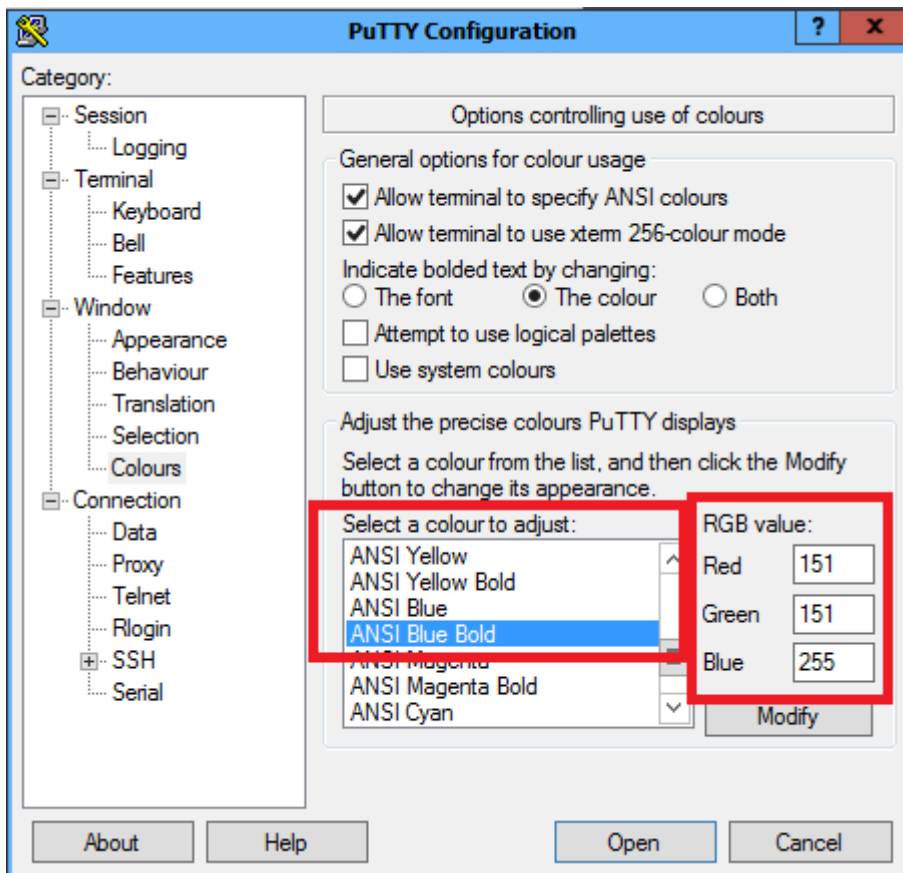 PuTTY Configuration
?
x
Category:
Session
Logging
Terminal
Keyboard
Bell
Features
Window
Appearance
Behaviour
Translation
Selection
Colours
Connection
Data
Proxy
Telnet
Rlogin
SSH
Serial
Options controlling use of colours
General options for colour usage
Allow terminal to specify ANSI colours
Allow terminal to use xterm 256-colour mode
Indicate bolded text by changing:
The font The colour Both
Attempt to use logical palettes
Use system colours
Adjust the precise colours PuTTY displays
Select a colour from the list, and then click the Modify
button to change its appearance.
Select a colour to adjust:
ANSI Yellow
ANSI Yellow Bold
ANSI Blue
ANSI Blue Bold
ANSI Magenta
ANSI Magenta Bold
ANSI Cyan
RGB value:
Red 151
Green 151
Blue 255
Modify
About Help Open Cancel